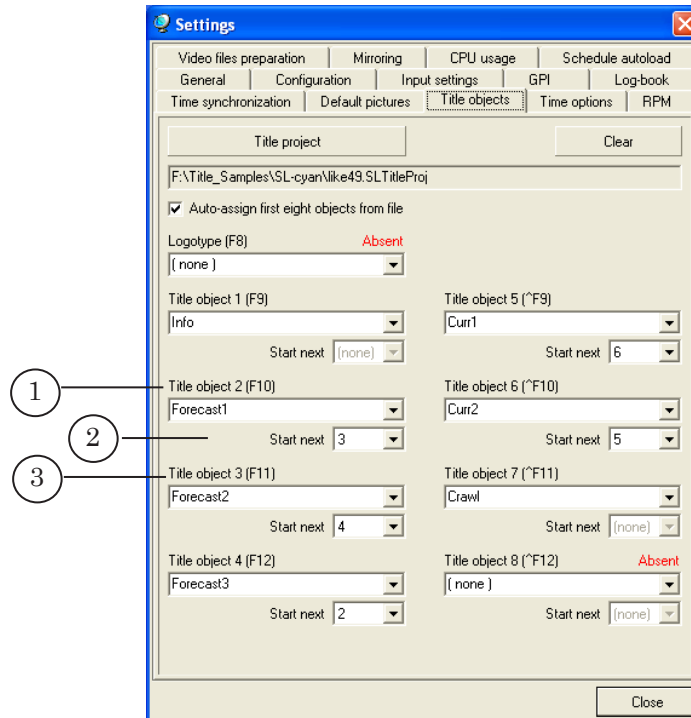 Settings
Video files preparation Mirroring CPU usage Schedule autoload
General Configuration Input settings GPI Log-book
Time synchronization Default pictures Title objects Time options RPM
Title project Clear
F:\Title_Samples\SL-cyan\like49.SLTitleProj
Auto-assign first eight objects from file
Logotype (F8) Absent
( none )
Title object 1 (F9) Title object 5 (^F9)
Info Curr1
Start next (none) Start next 6
1 Title object 2 (F10) Title object 6 (^F10)
Forecast1 Curr2
2 Start next 3 Start next 5
3 Title object 3 (F11) Title object 7 (^F11)
Forecast2 Crawl
Start next 4 Start next (none)
Title object 4 (F12) Title object 8 (^F12) Absent
Forecast3 ( none )
Start next 2 Start next (none)
Close